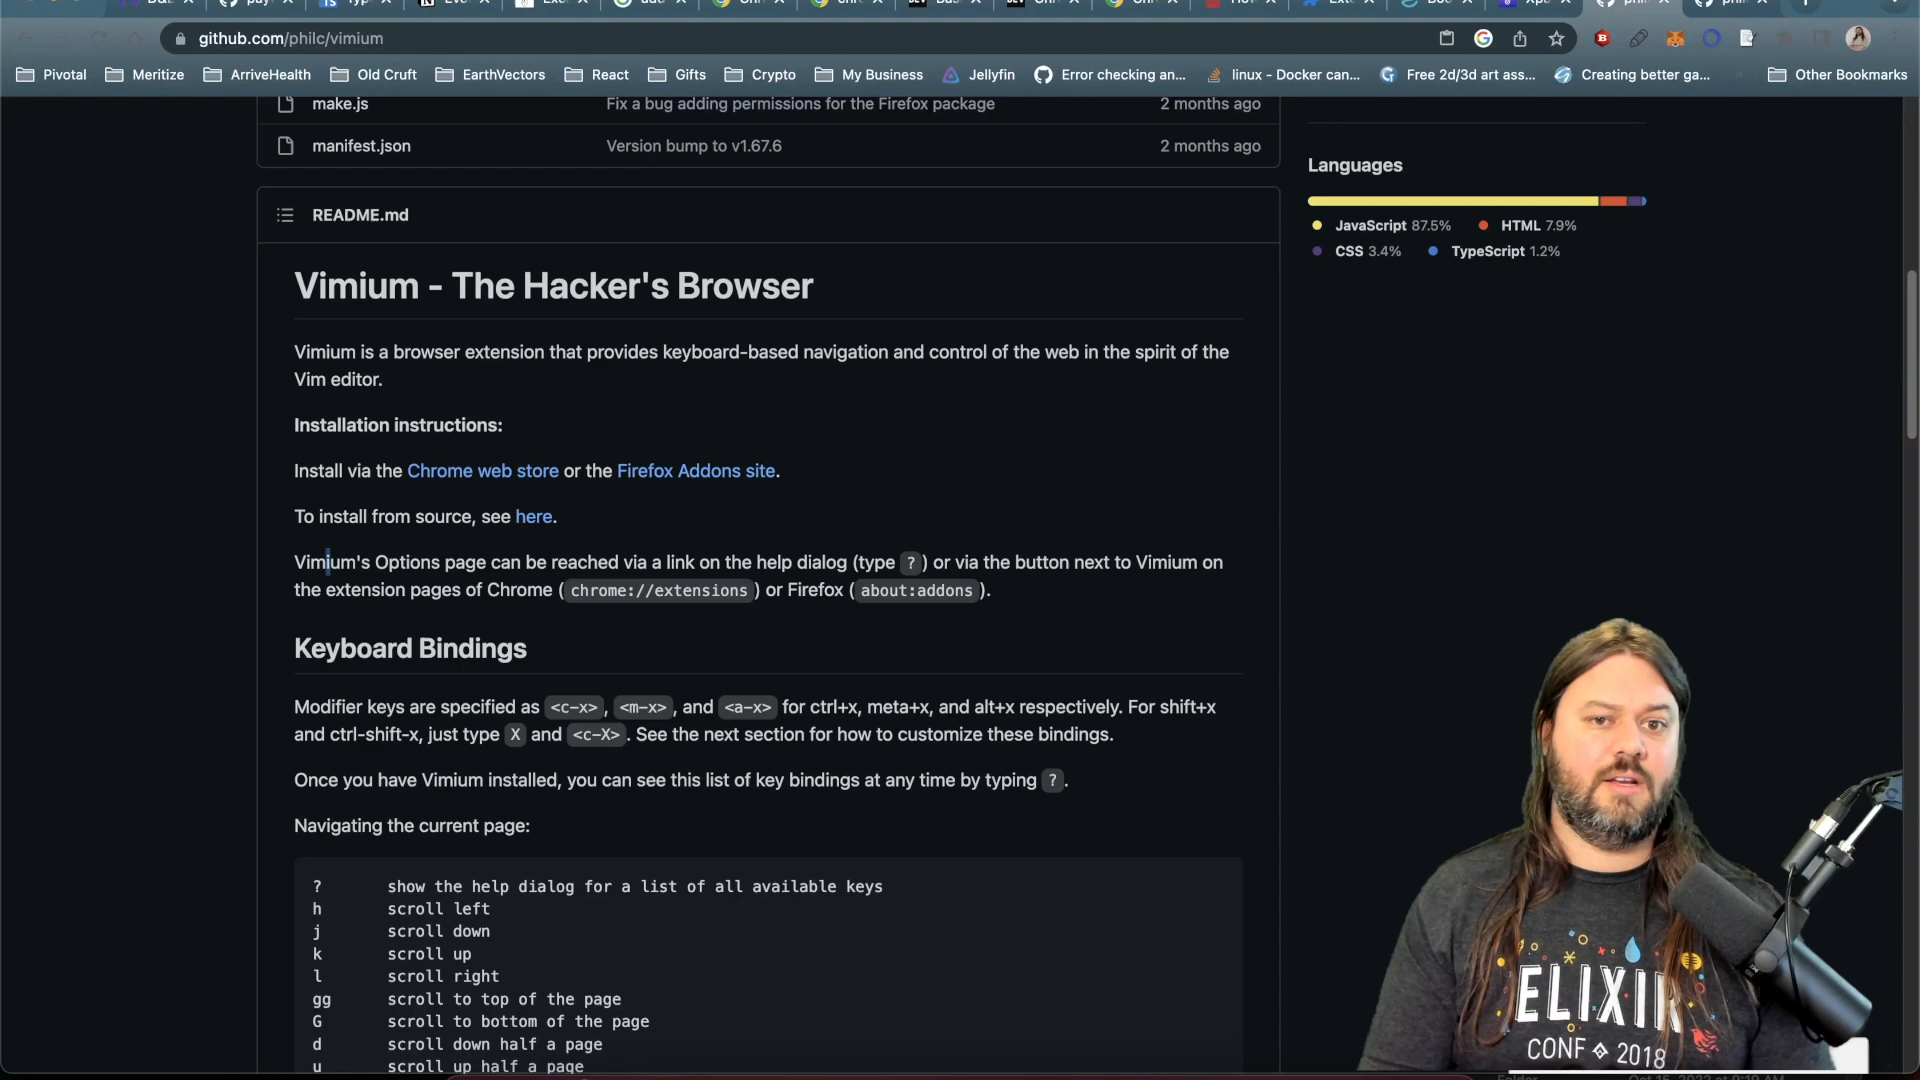 github.com/philc/vimium
Pivotal Meritize ArriveHealth Old Cruft EarthVectors React Gifts Crypto My Business Jellyfin Error checking an... linux - Docker can... Free 2d/3d art ass... Creating better ga... Other Bookmarks
make.js Fix a bug adding permissions for the Firefox package 2 months ago
manifest.json Version bump to v1.67.6 2 months ago
Languages
JavaScript 87.5% HTML 7.9%
CSS 3.4% TypeScript 1.2%
README.md
Vimium - The Hacker's Browser
Vimium is a browser extension that provides keyboard-based navigation and control of the web in the spirit of the
Vim editor.
Installation instructions:
Install via the Chrome web store or the Firefox Addons site.
To install from source, see here.
Vimium's Options page can be reached via a link on the help dialog (type ?) or via the button next to Vimium on
the extension pages of Chrome (chrome://extensions) or Firefox (about:addons).
Keyboard Bindings
Modifier keys are specified as <c-x>, <m-x>, and <a-x> for ctrl+x, meta+x, and alt+x respectively. For shift+x
and ctrl-shift-x, just type X and <c-X>. See the next section for how to customize these bindings.
Once you have Vimium installed, you can see this list of key bindings at any time by typing ?.
Navigating the current page:
? show the help dialog for a list of all available keys
h scroll left
j scroll down
k scroll up
l scroll right
gg scroll to top of the page
G scroll to bottom of the page
d scroll down half a page
u scroll up half a page
ELIXIR
CONF 2018